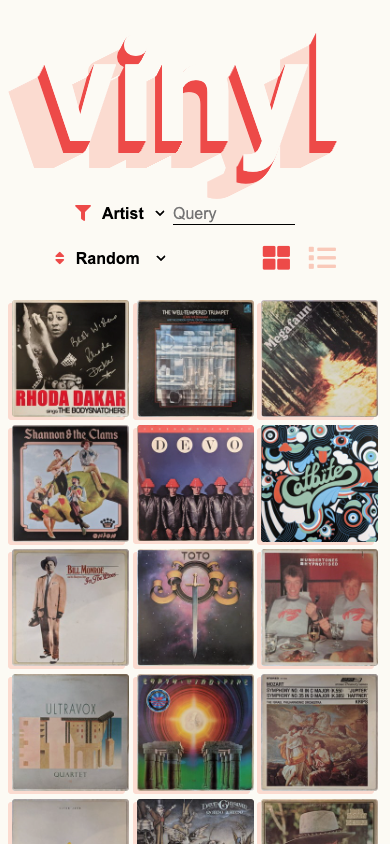 vinyl
Artist
Query
Random
Best Wishes
Rhoda
Dakar
RHODA DAKAR
sings THE BODYSNATCHERS
THE WELL-TEMPERED TRUMPET
Megafaun
Shannon & the Clams
ONION
DEVO
Catbite
BILL MONROE
TOTO
UNDERTONES
HYPNOTISED
ULTRAVOX
QUARTET
EARTH, WIND & FIRE
MOZART
SYMPHONY NO. 41 IN C MAJOR (K.551) JUPITER
SYMPHONY NO. 35 IN D MAJOR (K.385) HAFFNER
THE ISRAEL PHILHARMONIC ORCHESTRA
KRIPS